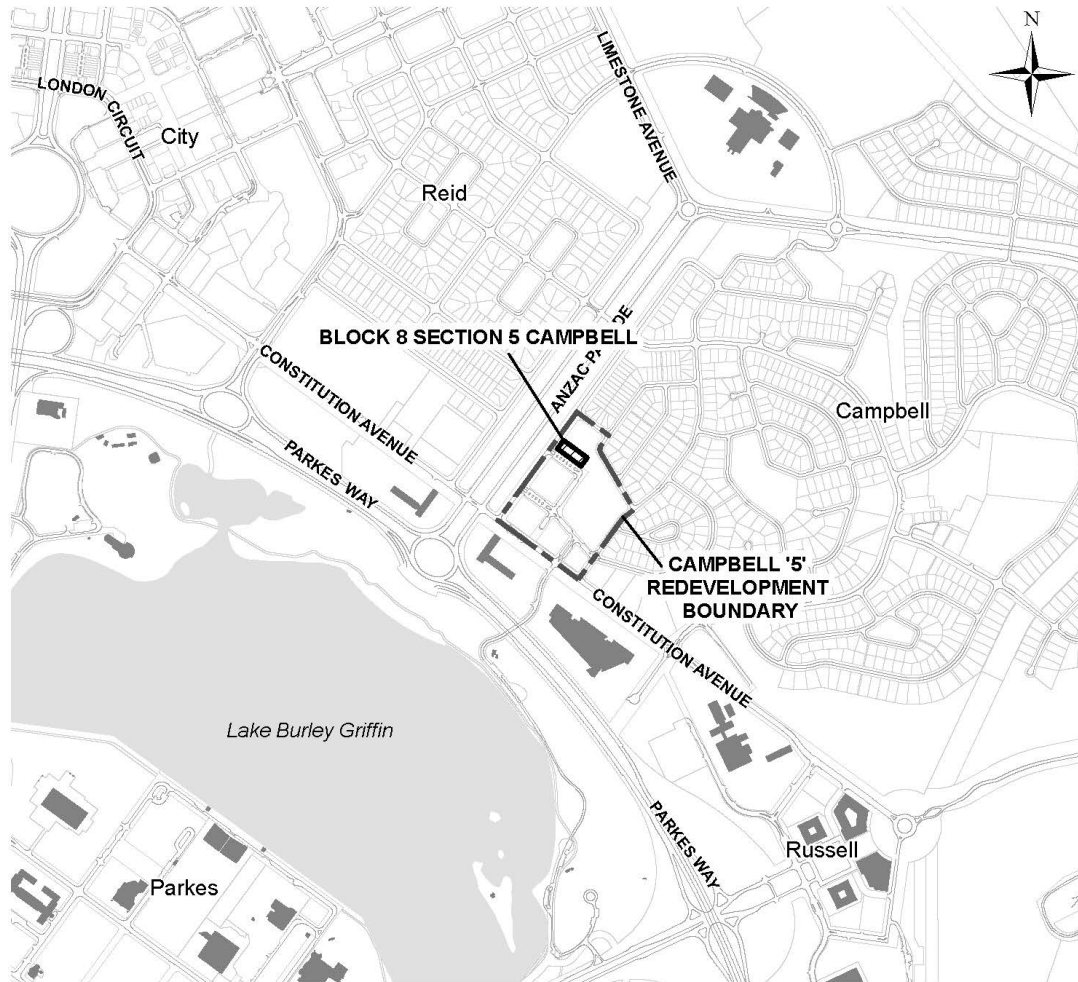 N
LIMESTONE AVENUE
LONDON CIRCUIT
City
Reid
BLOCK 8 SECTION 5 CAMPBELL
ANZAC PARADE
CONSTITUTION AVENUE
Campbell
PARKES WAY
CAMPBELL '5'
REDEVELOPMENT
BOUNDARY
CONSTITUTION AVENUE
Lake Burley Griffin
PARKES WAY
Russell
Parkes